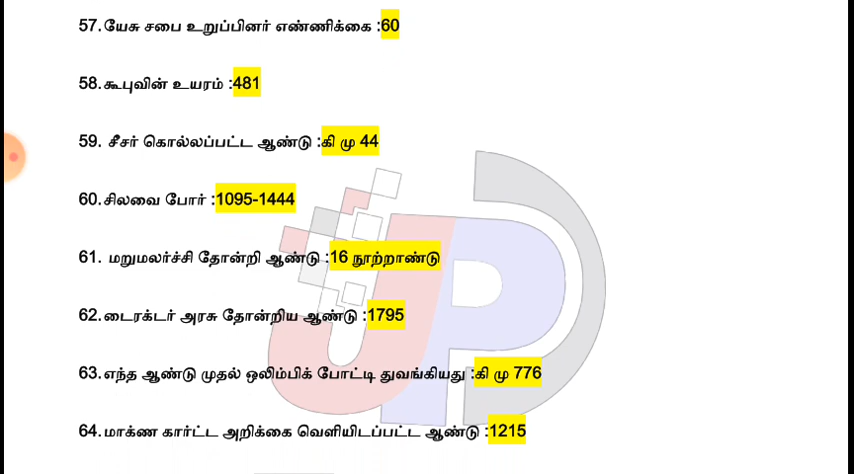 57.யேசு சபை உறுப்பினர் எண்ணிக்கை :60
58.கூபுவின் உயரம் :481
59. சீசர் கொல்லப்பட்ட ஆண்டு :கி மு 44
60.சிலவை போர் :1095-1444
61. மறுமலர்ச்சி தோன்றி ஆண்டு :16 நூற்றாண்டு
62.டைரக்டர் அரசு தோன்றிய ஆண்டு :1795
63.எந்த ஆண்டு முதல் ஒலிம்பிக் போட்டி துவங்கியது :கி மு 776
64.மாக்ண கார்ட்ட அறிக்கை வெளியிடப்பட்ட ஆண்டு :1215